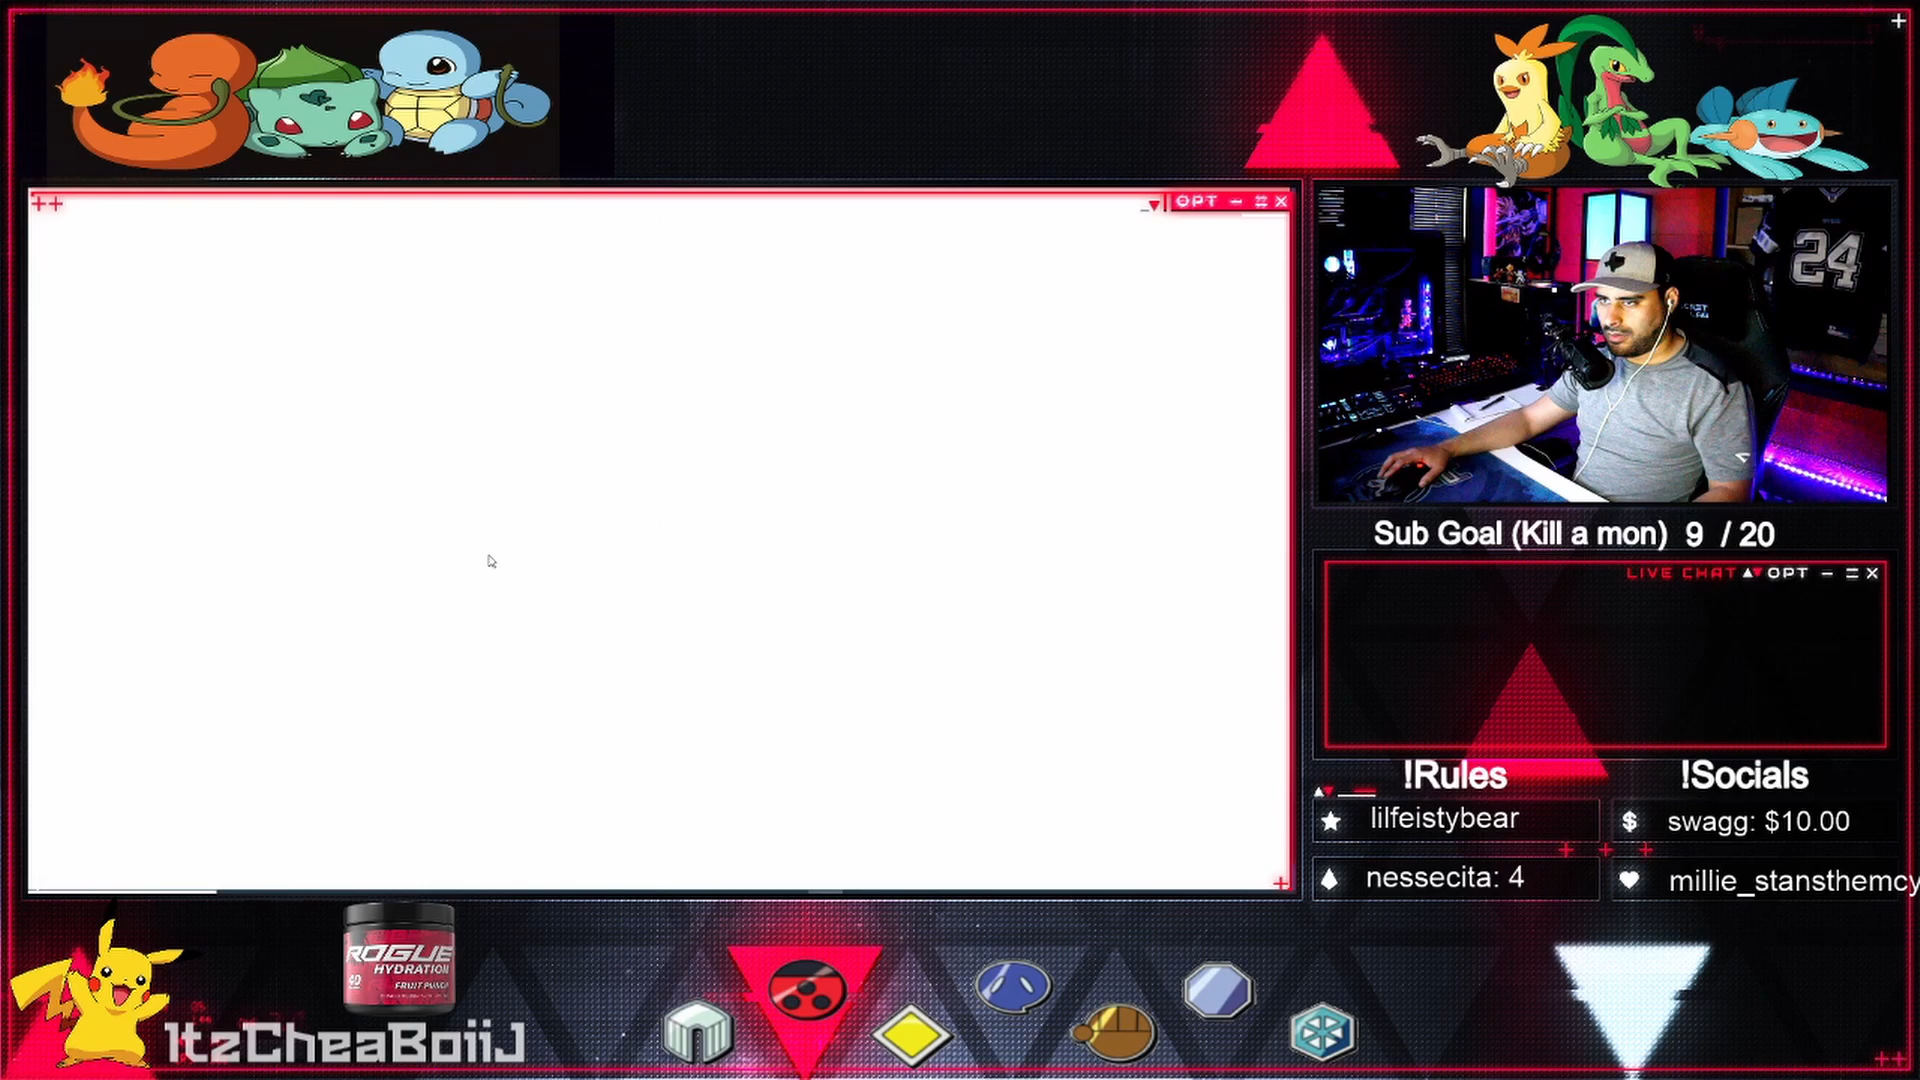 OPT
24
Sub Goal (Kill a mon) 9 / 20
LIVE CHAT OPT
!Rules
!Socials
lilfeistybear
swagg: $10.00
nessecita: 4
millie_stansthemcy
ROGUE
HYDRATION
40
FRUIT PUNCH
ItzCheaBoiiJ